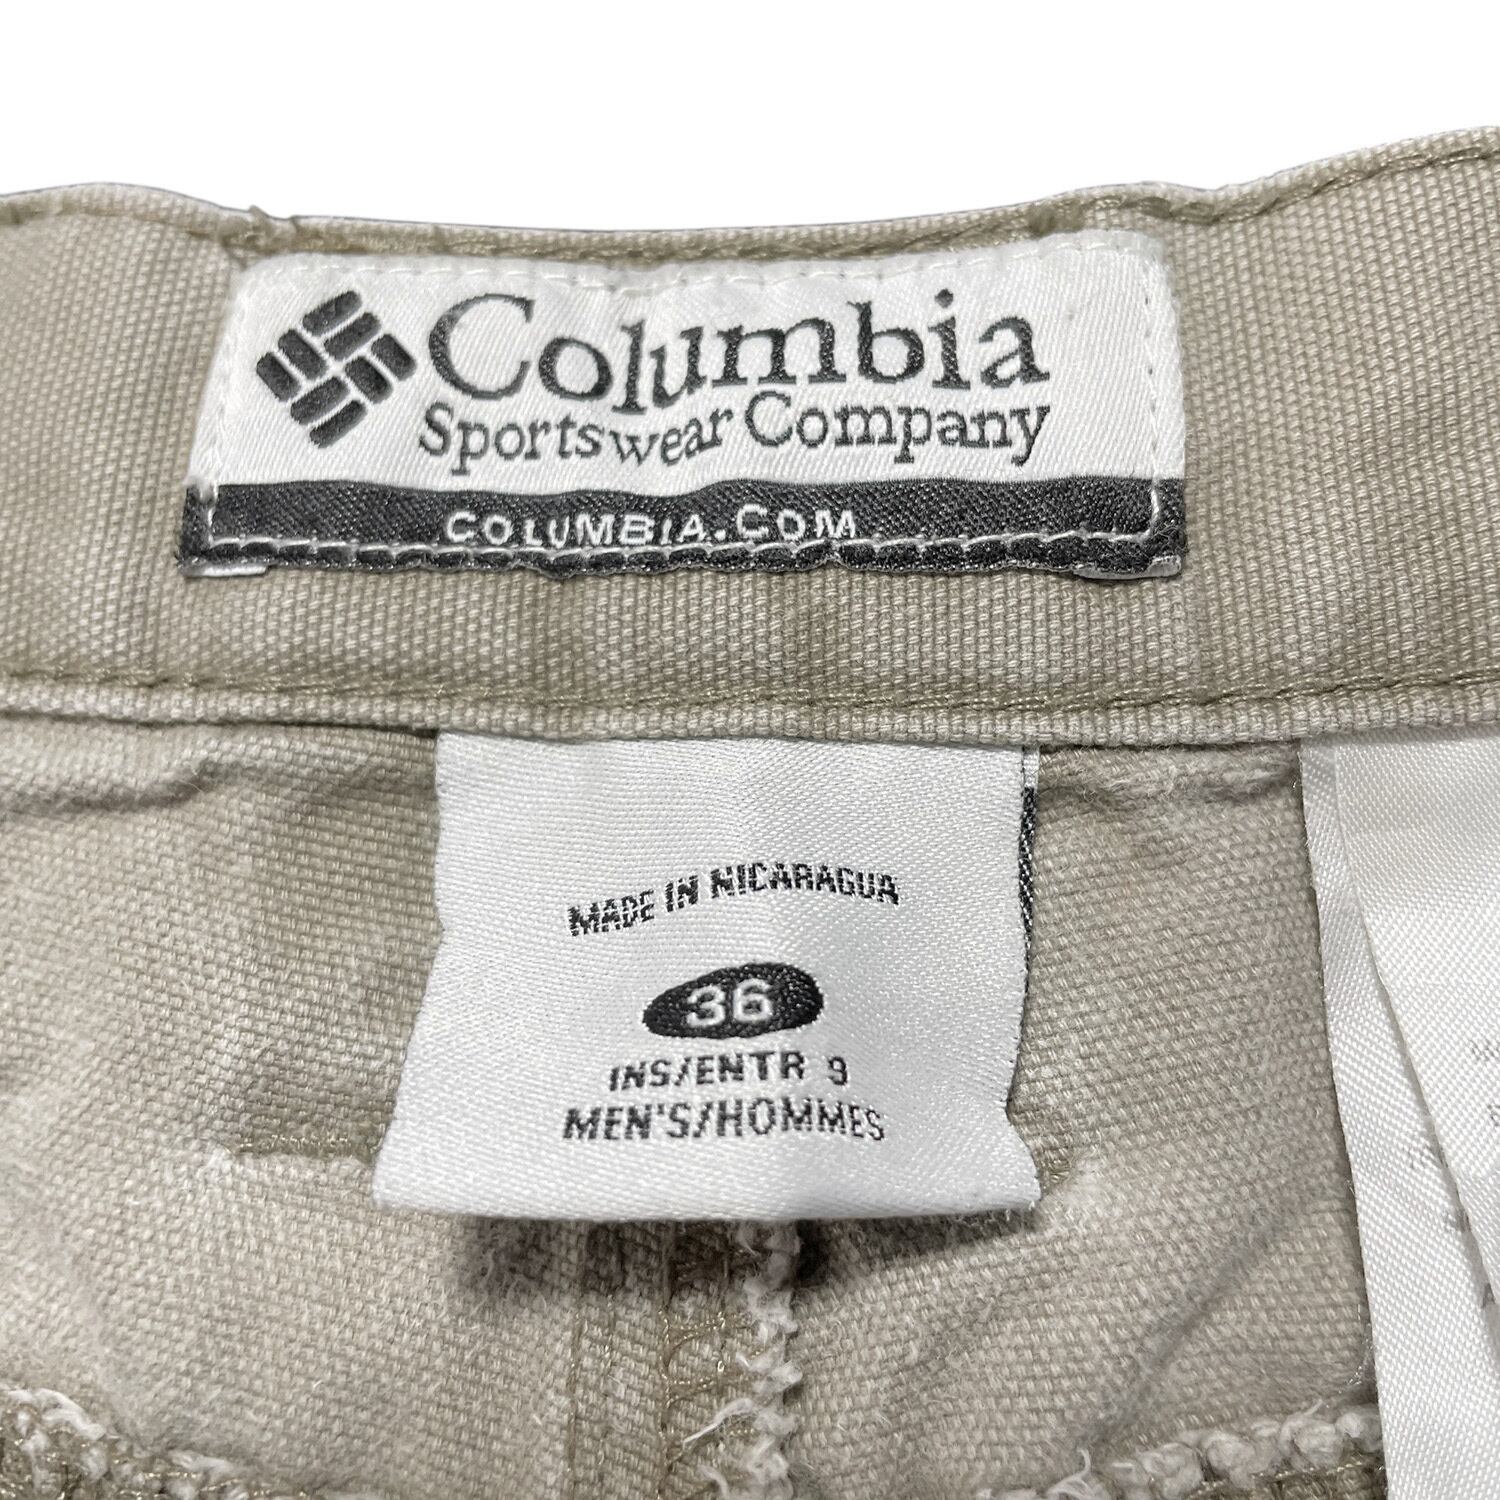 Columbia
Sportswear Company
COLUMBIA.COM
MADE IN NICARAGUA
36
INS/ENTR 9
MEN'S/HOMMES